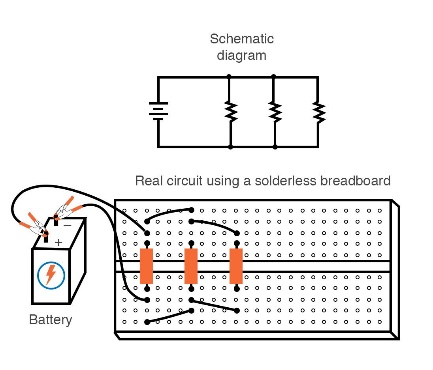 Schematic
diagram
Real circuit using a solderless breadboard
−
+
Battery